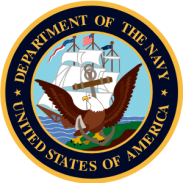 DEPARTMENT OF THE NAVY
UNITED STATES OF AMERICA